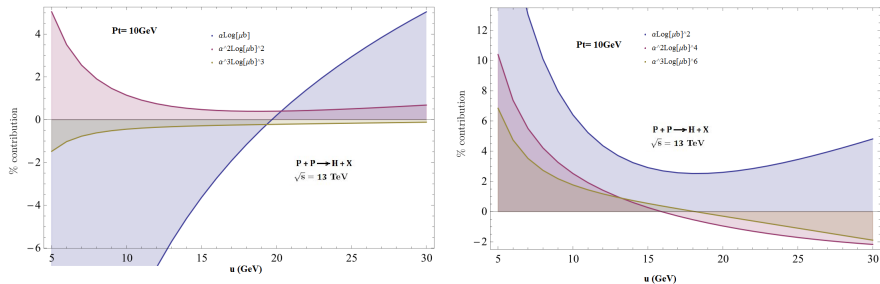 Pt= 10GeV
αLog[μb]
α^2Log[μb]^2
α^3Log[μb]^3
4
2
0
−2
−4
−6
% contribution
P + P → H + X
√s = 13 TeV
5 10 15 20 25 30
u (GeV)
Pt= 10GeV
αLog[μb]^2
α^2Log[μb]^4
α^3Log[μb]^6
12
10
8
6
4
2
0
−2
% contribution
P + P → H + X
√s = 13 TeV
5 10 15 20 25 30
u (GeV)